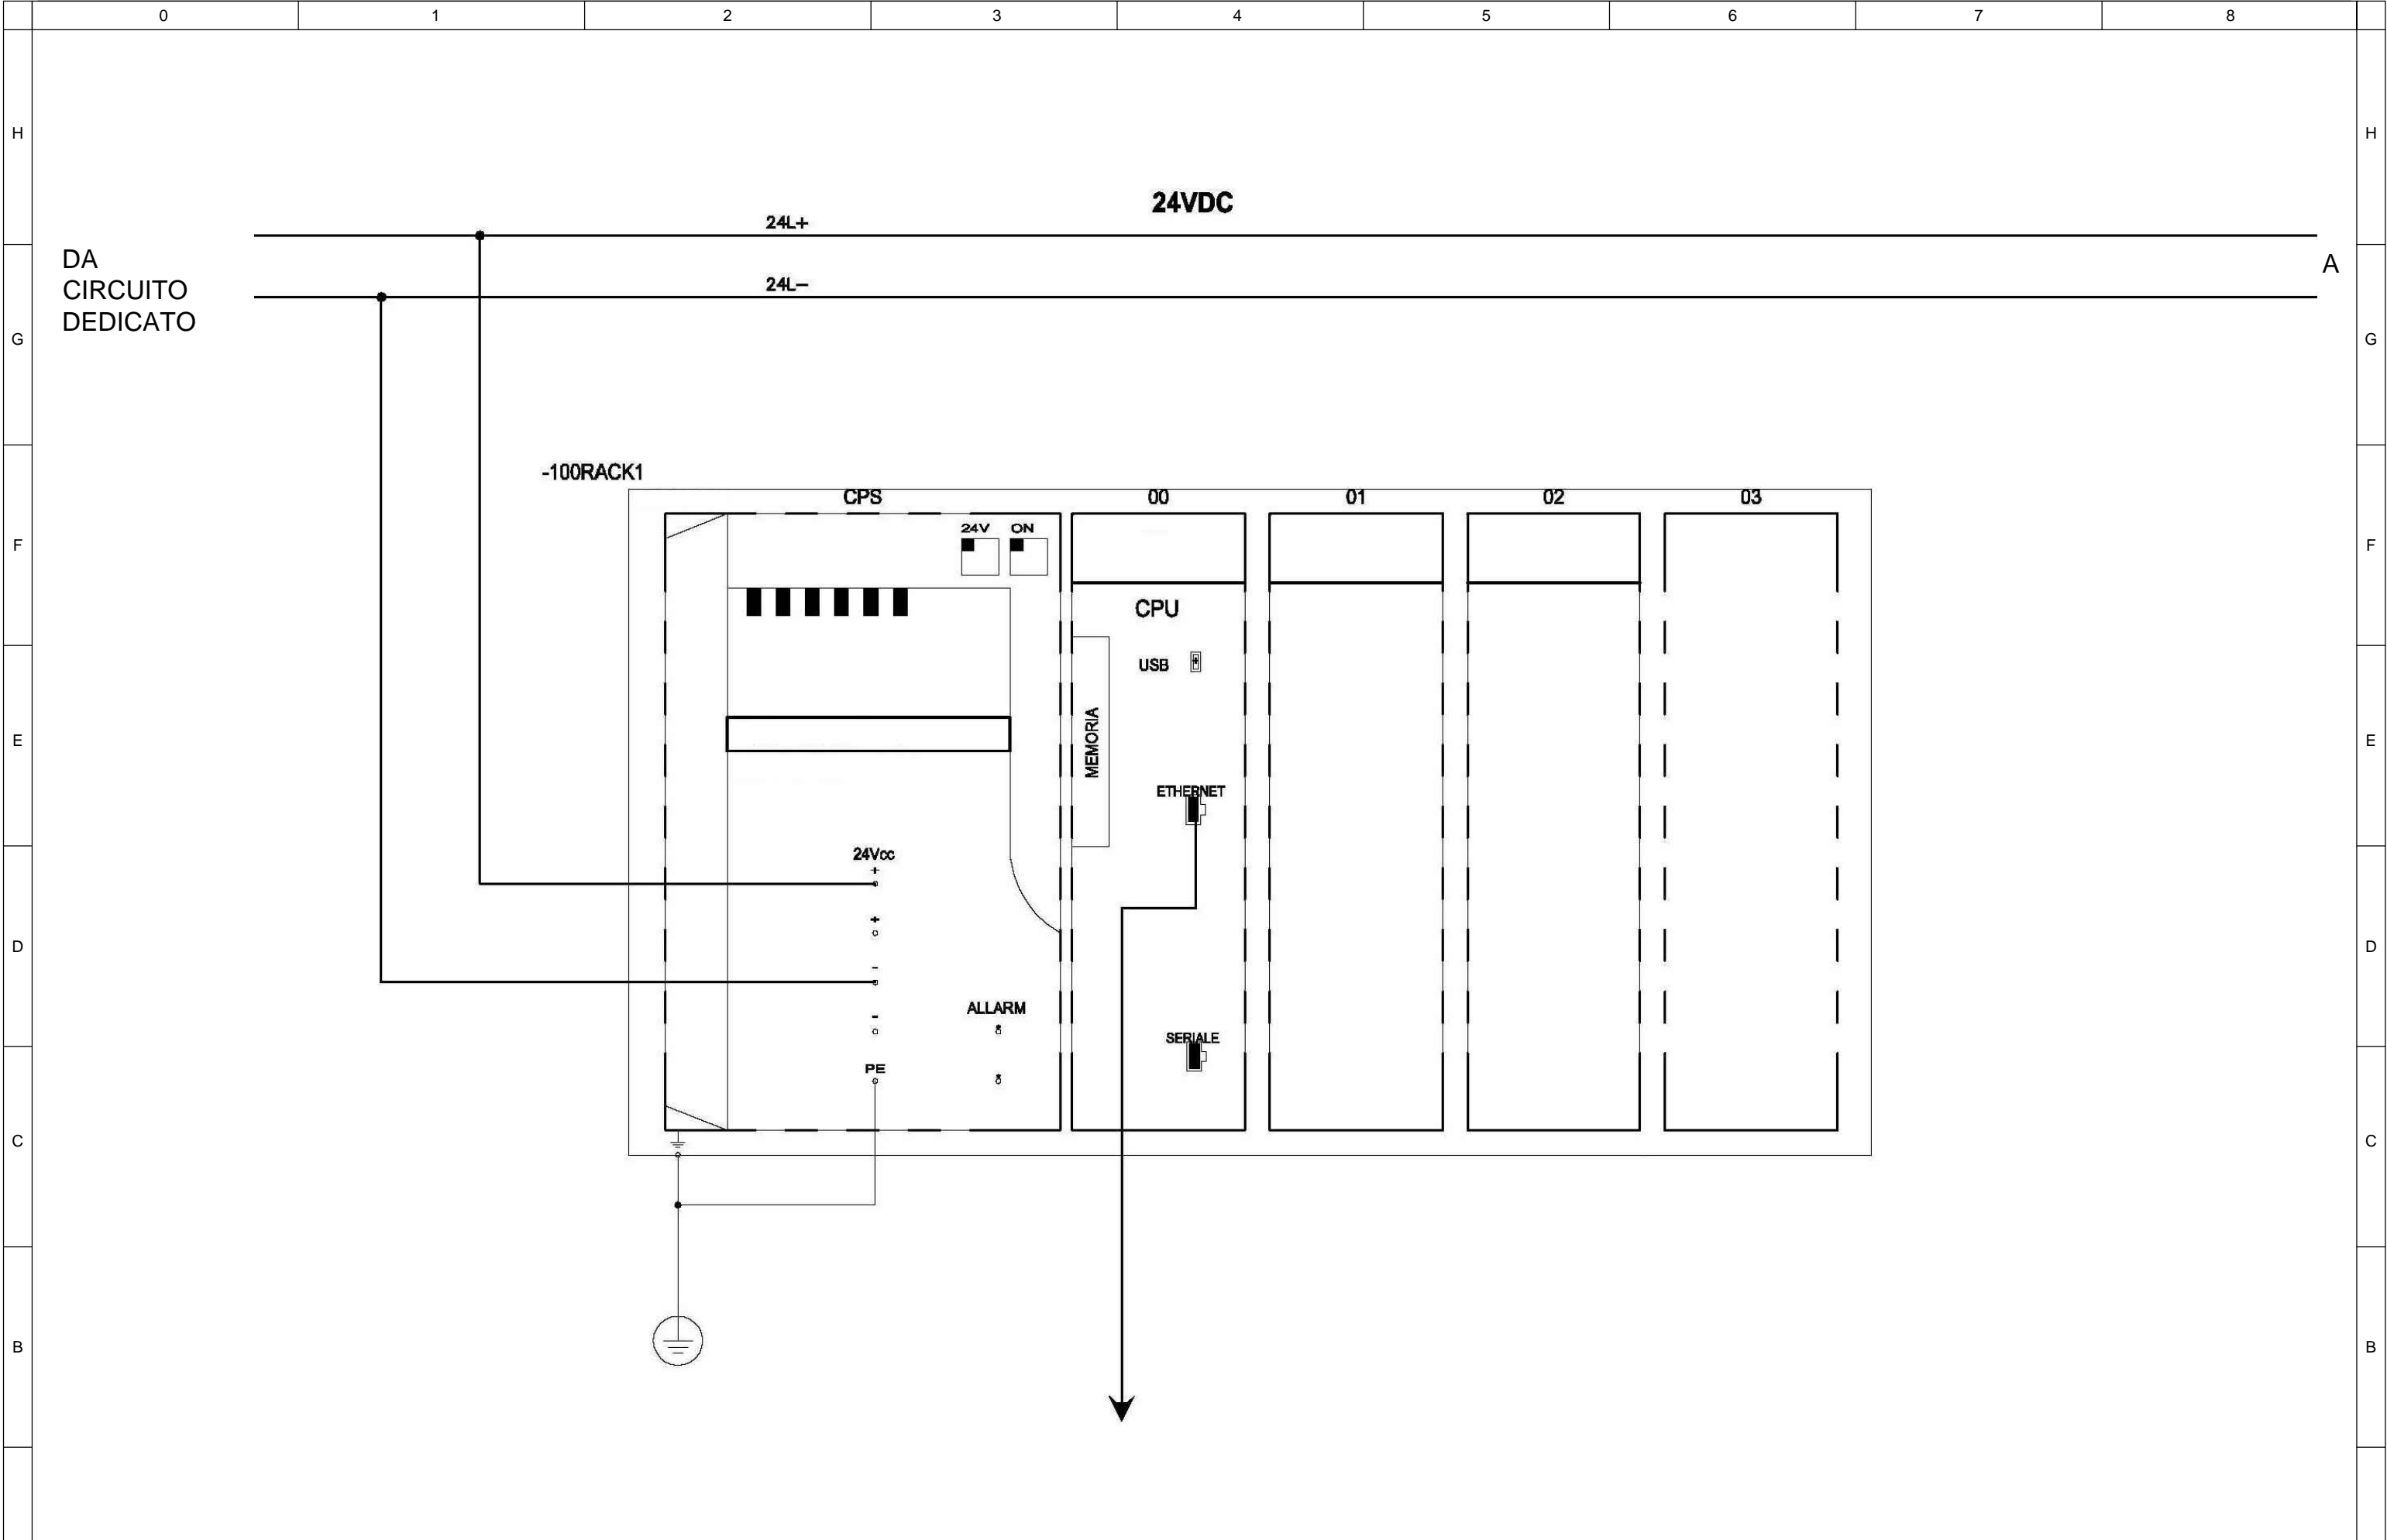 0 1 2 3 4 5 6 7 8
H H
24VDC
24L+
DA
CIRCUITO
DEDICATO
A
24L−
G G
-100RACK1
CPS 00 01 02 03
24V ON
F F
CPU
USB
MEMORIA
E E
ETHERNET
24Vcc
+
+
D D
-
ALLARM
-
SERIALE
PE
C C
B B